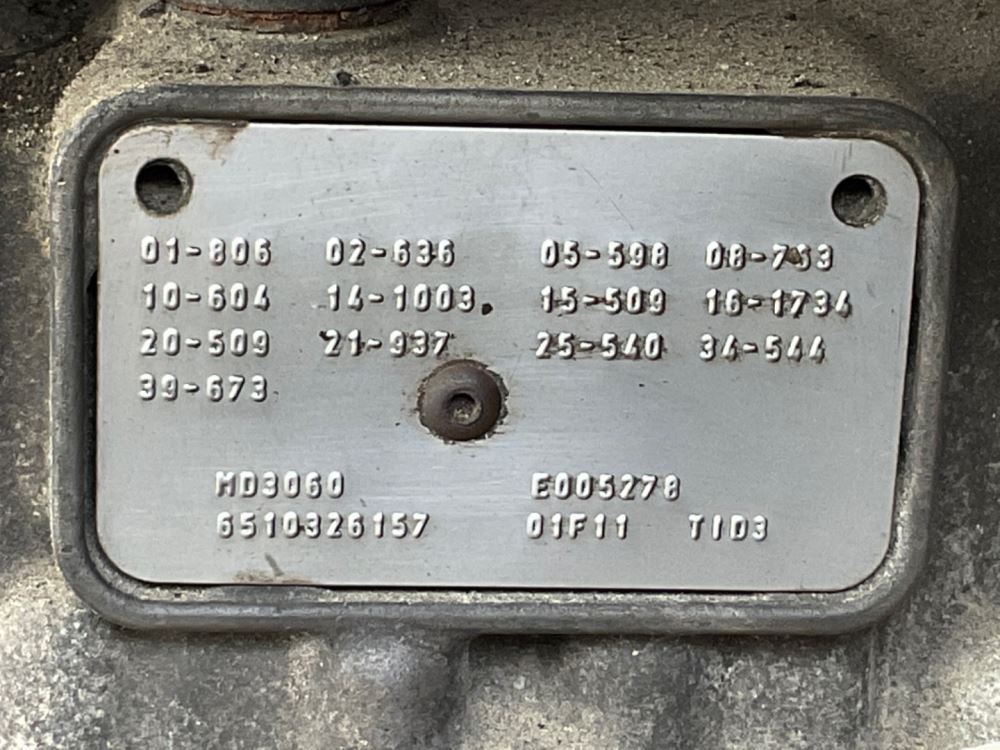 01-806 02-636 05-598 08-733
10-604 14-1003 15-509 16-1734
20-509 21-937 25-540 34-544
39-673
MD3060 E005278
6510326157 01F11 TID3